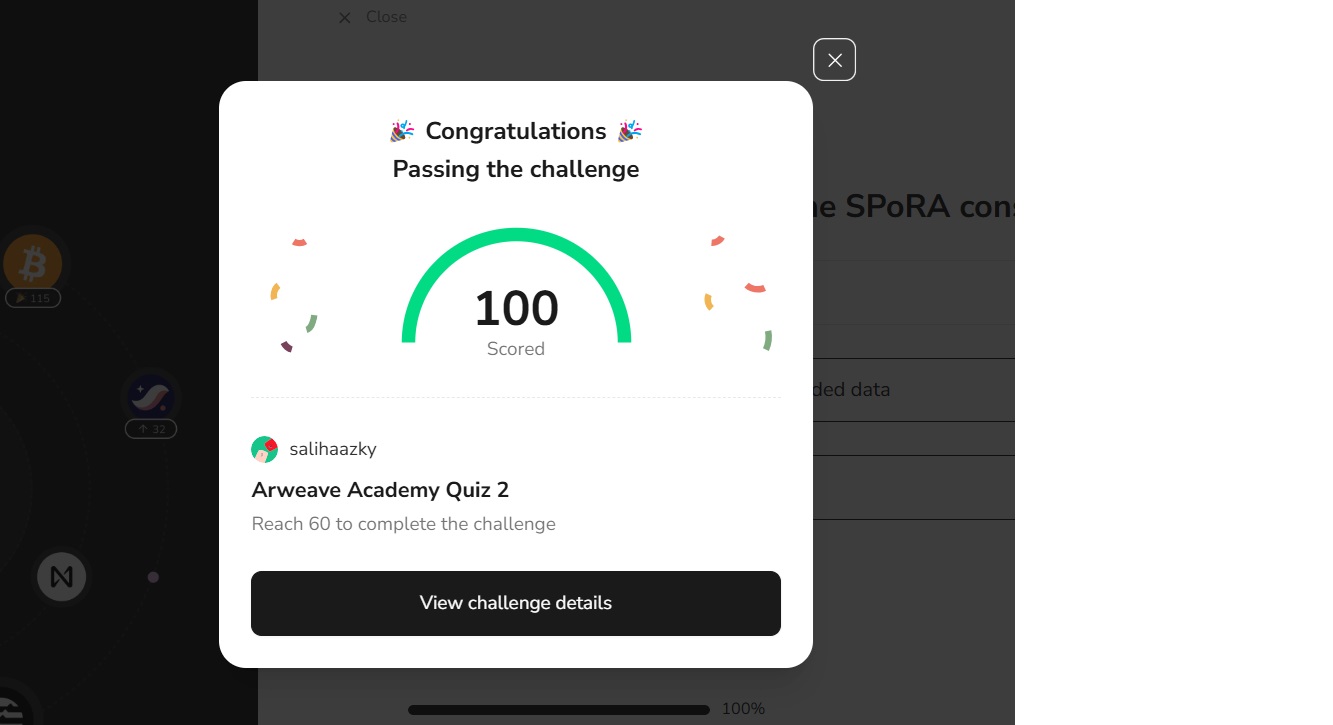 Close
Congratulations
Passing the challenge
he SPoRA cons
115
100
Scored
ded data
32
salihaazky
Arweave Academy Quiz 2
Reach 60 to complete the challenge
View challenge details
100%